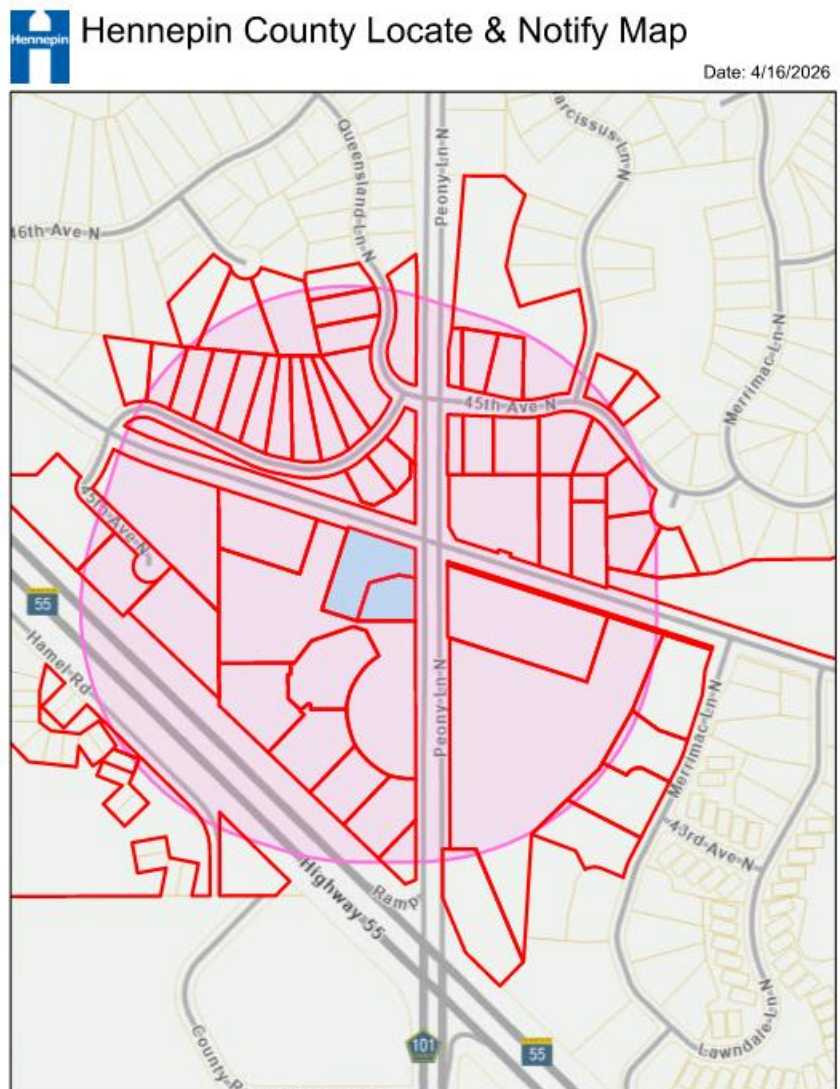 Hennepin
Hennepin County Locate & Notify Map
Date: 4/16/2026
Queensland-Ln-N
Peony-Ln-N
arcissus-Ln-N
46th-Ave-N
Merrimac-Ln-N
45th-Ave-N
45th-Ave-N
55
Hamel-Rd
Peony-Ln-N
Merrimac-Ln-N
43rd-Ave-N
Highway-55
Ramp
Lawndale-Ln-N
101
55